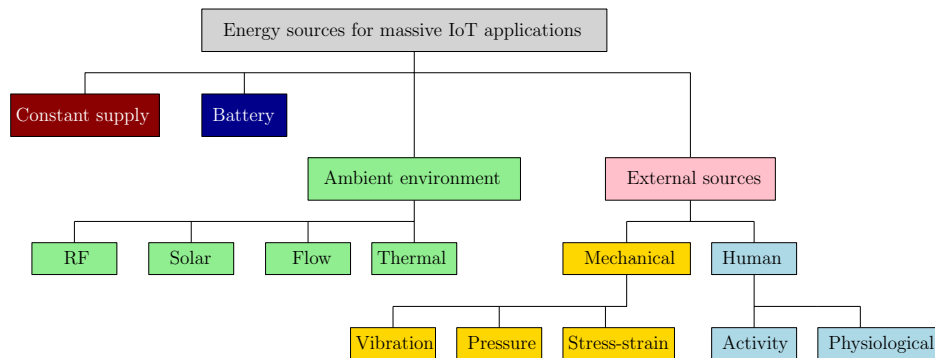 Energy sources for massive IoT applications
Constant supply
Battery
Ambient environment
External sources
RF
Solar
Flow
Thermal
Mechanical
Human
Vibration
Pressure
Stress-strain
Activity
Physiological